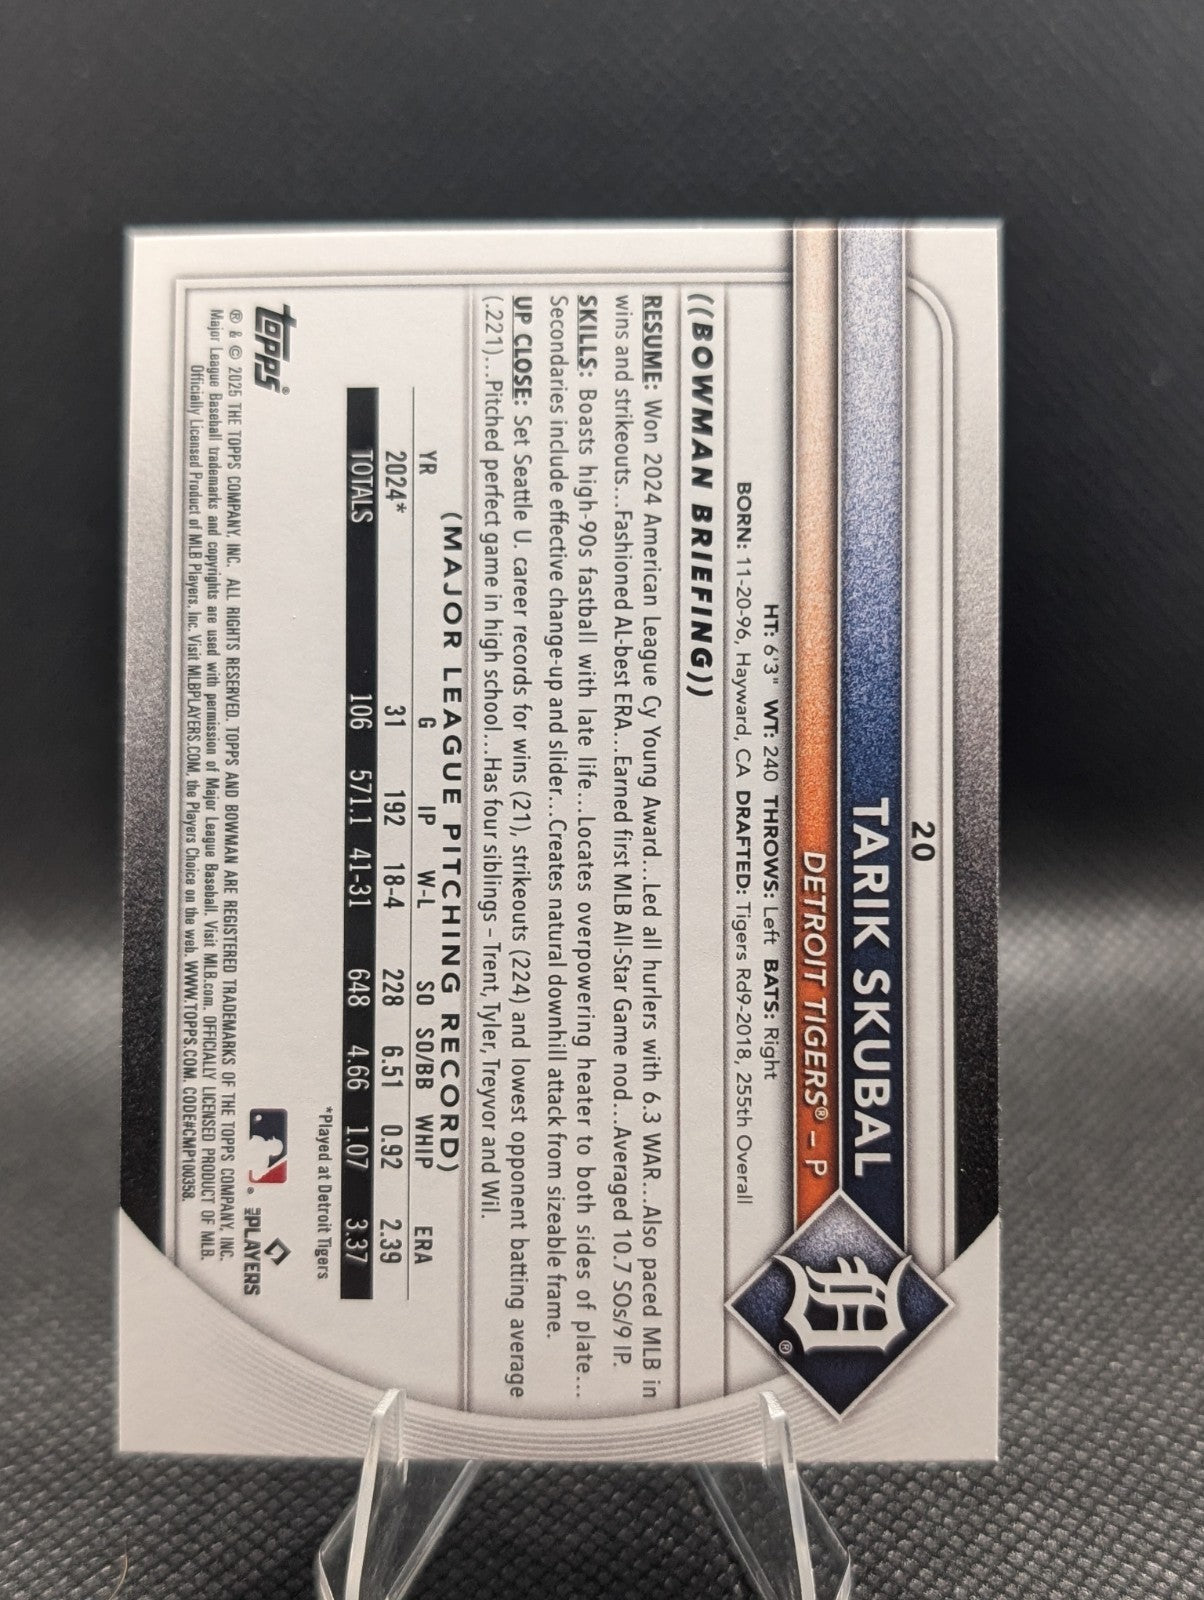 20
TARIK SKUBAL
DETROIT TIGERS® – P
HT: 6'3" WT: 240 THROWS: Left BATS: Right
BORN: 11-20-96, Hayward, CA DRAFTED: Tigers Rd9-2018, 255th Overall
((BOWMAN BRIEFING))
RESUME: Won 2024 American League Cy Young Award...Led all hurlers with 6.3 WAR...Also paced MLB in
wins and strikeouts...Fashioned AL-best ERA...Earned first MLB All-Star Game nod...Averaged 10.7 SOs/9 IP.
SKILLS: Boasts high-90s fastball with late life...Locates overpowering heater to both sides of plate...
Secondaries include effective change-up and slider...Creates natural downhill attack from sizeable frame.
UP CLOSE: Set Seattle U. career records for wins (21), strikeouts (224) and lowest opponent batting average
(.221)...Pitched perfect game in high school...Has four siblings – Trent, Tyler, Treyvor and Wil.
(MAJOR LEAGUE PITCHING RECORD)
YR G IP W-L SO SO/BB WHIP ERA
2024* 31 192 18-4 228 6.51 0.92 2.39
TOTALS 106 571.1 41-31 648 4.66 1.07 3.37
*Played at Detroit Tigers
topps®
MLB PLAYERS
® & © 2025 THE TOPPS COMPANY, INC. ALL RIGHTS RESERVED. TOPPS AND BOWMAN ARE REGISTERED TRADEMARKS OF THE TOPPS COMPANY, INC.
Major League Baseball trademarks and copyrights are used with permission of Major League Baseball. Visit MLB.com. OFFICIALLY LICENSED PRODUCT OF MLB
Officially Licensed Product of MLB Players, Inc. Visit MLBPLAYERS.COM, the Players Choice on the web. WWW.TOPPS.COM. CODE#CMP100358.